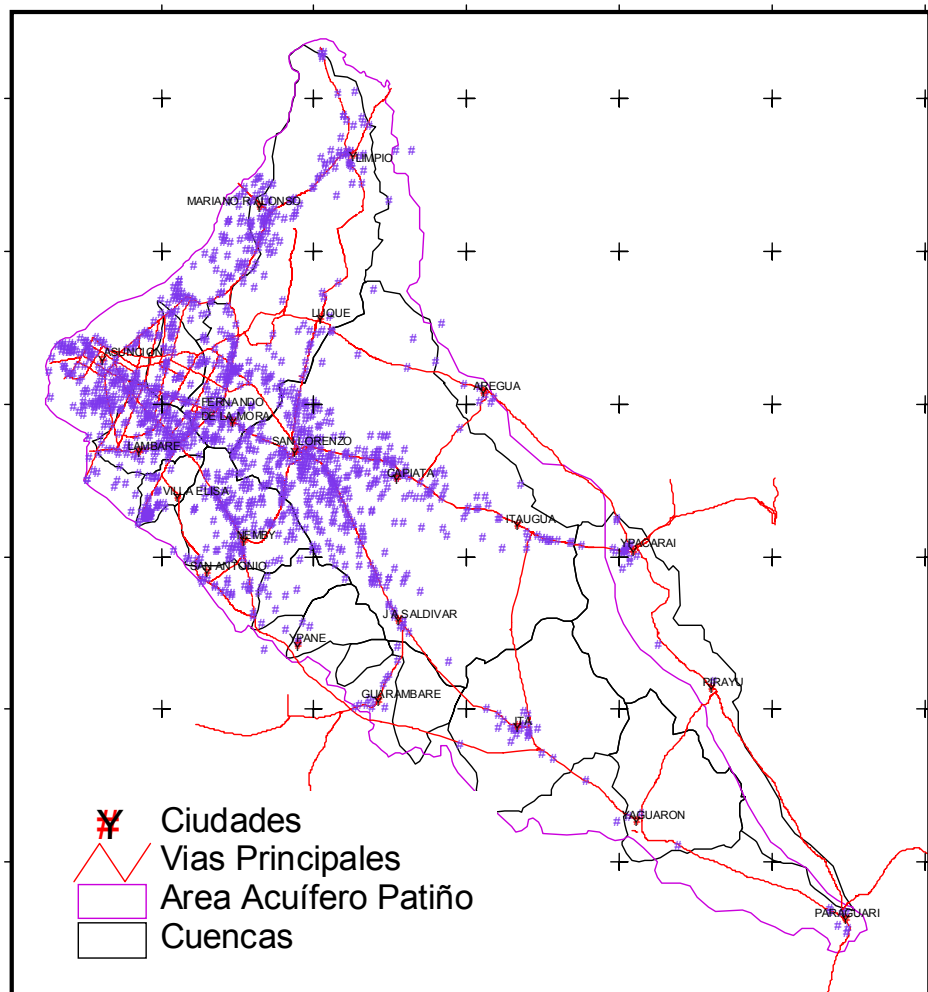 LIMPIO
MARIANO R ALONSO
LUQUE
ASUNCION
AREGUA
FERNANDO
DE LA MORA
LAMBARE
SAN LORENZO
CAPIATA
VILLA ELISA
ITAUGUA
ÑEMBY
YPACARAI
SAN ANTONIO
J A SALDIVAR
YPANE
PIRAYU
GUARAMBARE
ITA
YAGUARON
PARAGUARI
Ciudades
Vias Principales
Area Acuífero Patiño
Cuencas